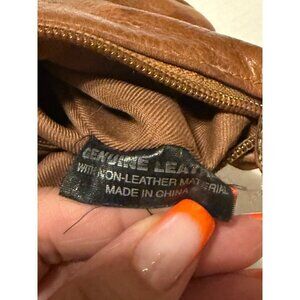 GENUINE LEATHER
WITH NON-LEATHER MATERIAL
MADE IN CHINA